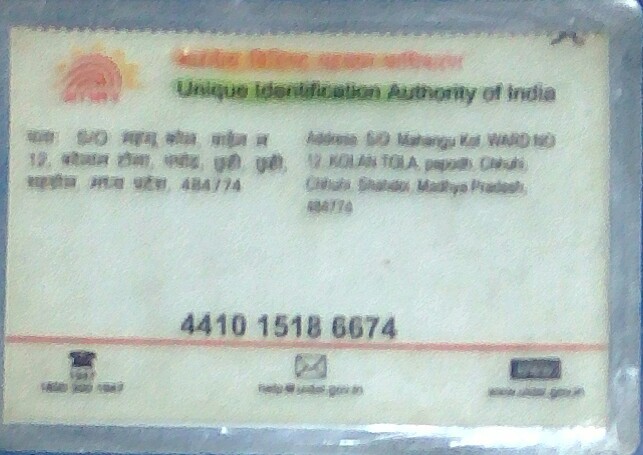 भारतीय विशिष्ट पहचान प्राधिकरण
Unique Identification Authority of India
पता: S/O महंगू कोल, वार्ड न
12, कोलान टोला, पपोंध, छुही, छुही,
शहडोल, मध्य प्रदेश, 484774
Address: S/O Mahangu Kol, WARD NO
12, KOLAN TOLA, papodh, Chhuhi,
Chhuhi, Shahdol, Madhya Pradesh,
484774
4410 1518 6674
1947
1800 300 1947
help@uidai.gov.in
www.uidai.gov.in